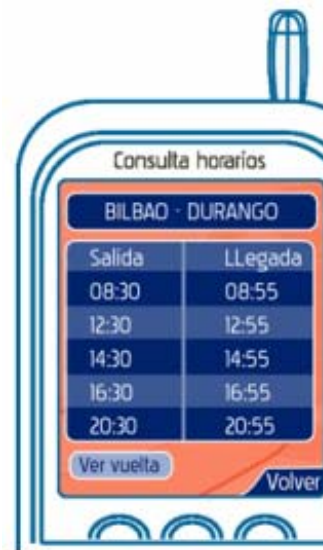 Consulta horarios
BILBAO - DURANGO
Salida LLegada
08:30 08:55
12:30 12:55
14:30 14:55
16:30 16:55
20:30 20:55
Ver vuelta
Volver